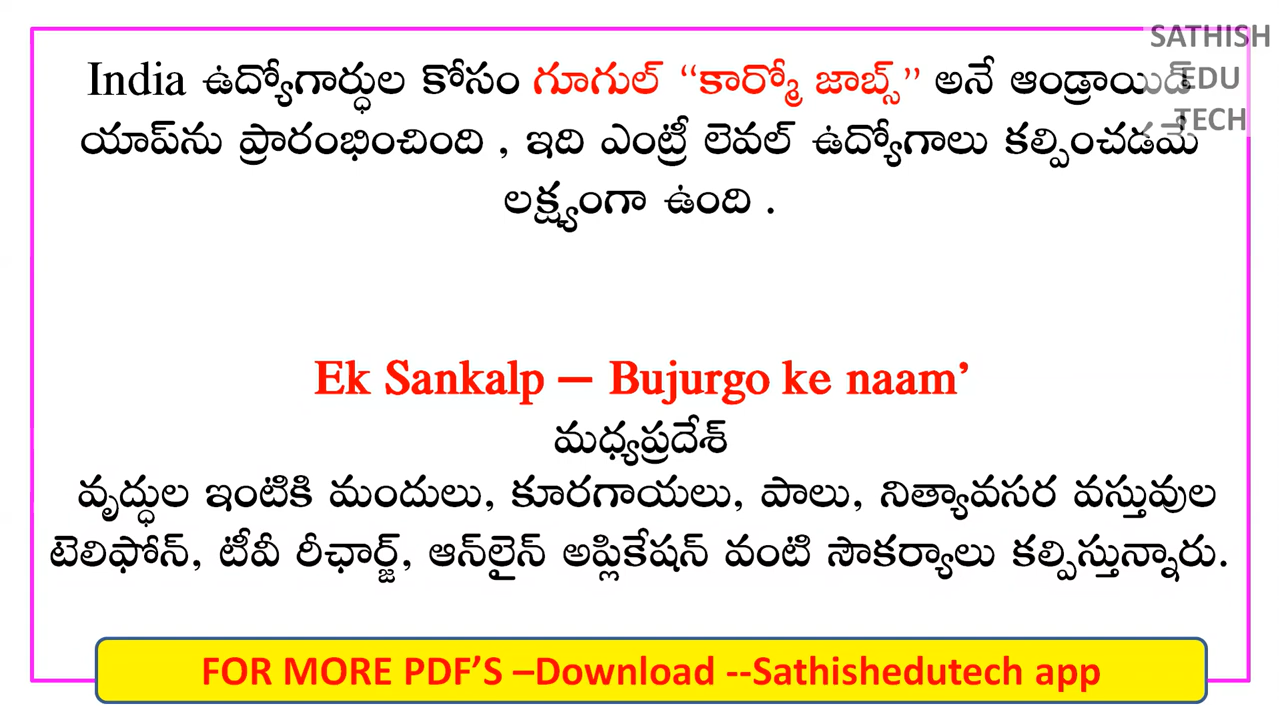 SATHISH
EDU
TECH
India ఉద్యోగార్ధుల కోసం గూగుల్ “కార్మో జాబ్స్” అనే ఆండ్రాయిడ్
యాప్‌ను ప్రారంభించింది , ఇది ఎంట్రీ లెవల్ ఉద్యోగాలు కల్పించడమే
లక్ష్యంగా ఉంది .
Ek Sankalp – Bujurgo ke naam’
మధ్యప్రదేశ్
వృద్ధుల ఇంటికి మందులు, కూరగాయలు, పాలు, నిత్యావసర వస్తువుల
టెలిఫోన్, టీవీ రీఛార్జ్, ఆన్‌లైన్ అప్లికేషన్ వంటి సౌకర్యాలు కల్పిస్తున్నారు.
FOR MORE PDF’S –Download --Sathishedutech app